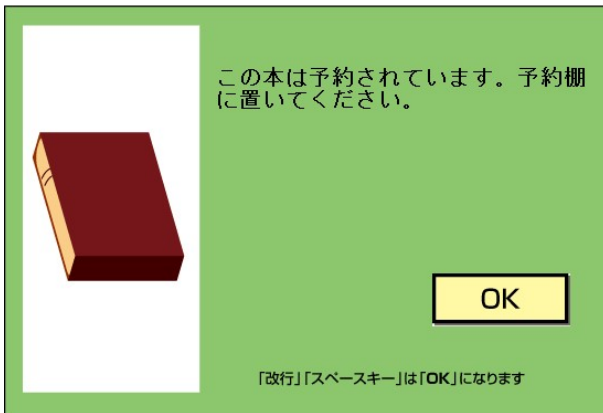 この本は予約されています。予約棚
に置いてください。
OK
「改行」「スペースキー」は「OK」になります